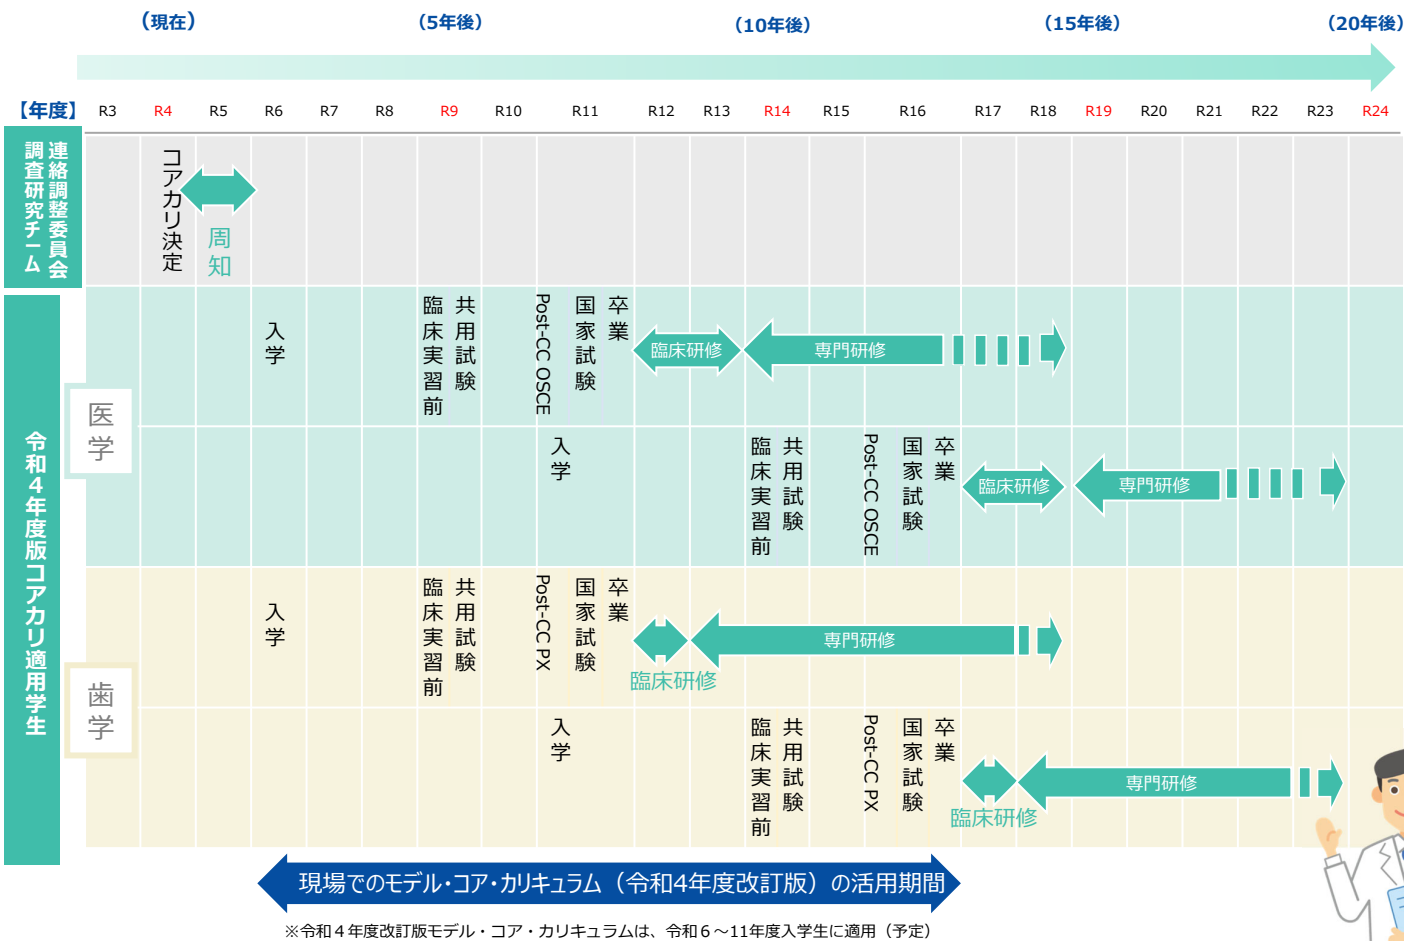 (現在)
(5年後)
(10年後)
(15年後)
(20年後)
【年度】 R3 R4 R5 R6 R7 R8 R9 R10 R11 R12 R13 R14 R15 R16 R17 R18 R19 R20 R21 R22 R23 R24
連絡調整委員会
調査研究チーム
コアカリ決定
周知
令和4年度版コアカリ適用学生
医学
入学
共用試験
臨床実習前
Post-CC OSCE
国家試験
卒業
臨床研修
専門研修
入学
共用試験
臨床実習前
Post-CC OSCE
国家試験
卒業
臨床研修
専門研修
歯学
入学
共用試験
臨床実習前
Post-CC PX
国家試験
卒業
臨床研修
専門研修
入学
共用試験
臨床実習前
Post-CC PX
国家試験
卒業
臨床研修
専門研修
現場でのモデル・コア・カリキュラム（令和4年度改訂版）の活用期間
※令和４年度改訂版モデル・コア・カリキュラムは、令和６～11年度入学生に適用（予定）